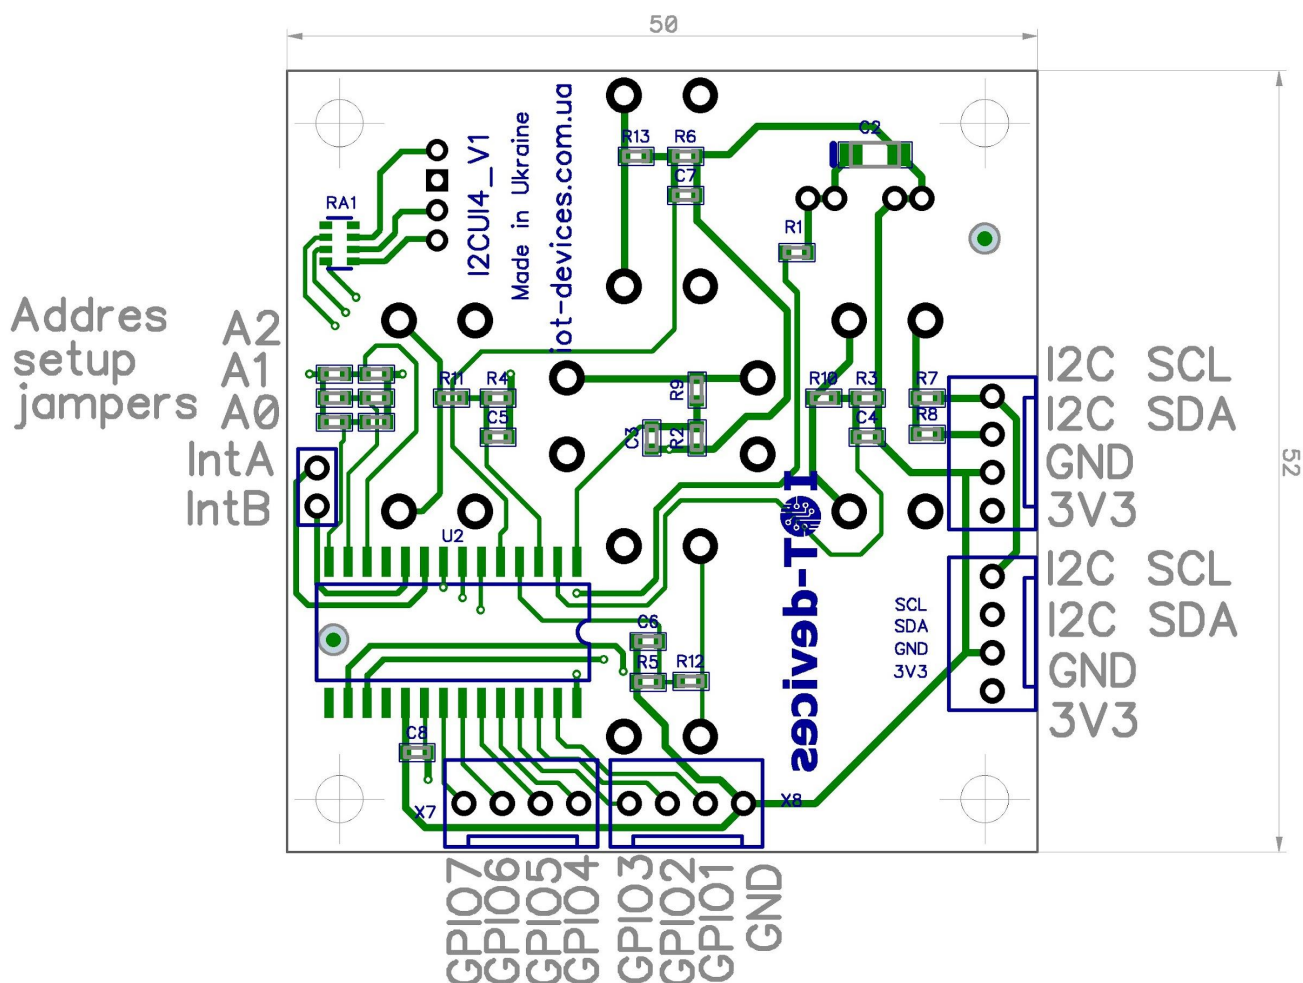 50
52
Addres
setup
jampers
A2
A1
A0
IntA
IntB
RA1
I2CUI4_V1
Made in Ukraine
iot-devices.com.ua
R13
R6
C7
C2
R1
R11
R4
C5
R9
C3
R2
R10
R3
C4
R7
R8
I2C SCL
I2C SDA
GND
3V3
I2C SCL
I2C SDA
GND
3V3
SCL
SDA
GND
3V3
I T-devices
U2
C6
R5
R12
C8
X7
X8
GPIO7
GPIO6
GPIO5
GPIO4
GPIO3
GPIO2
GPIO1
GND